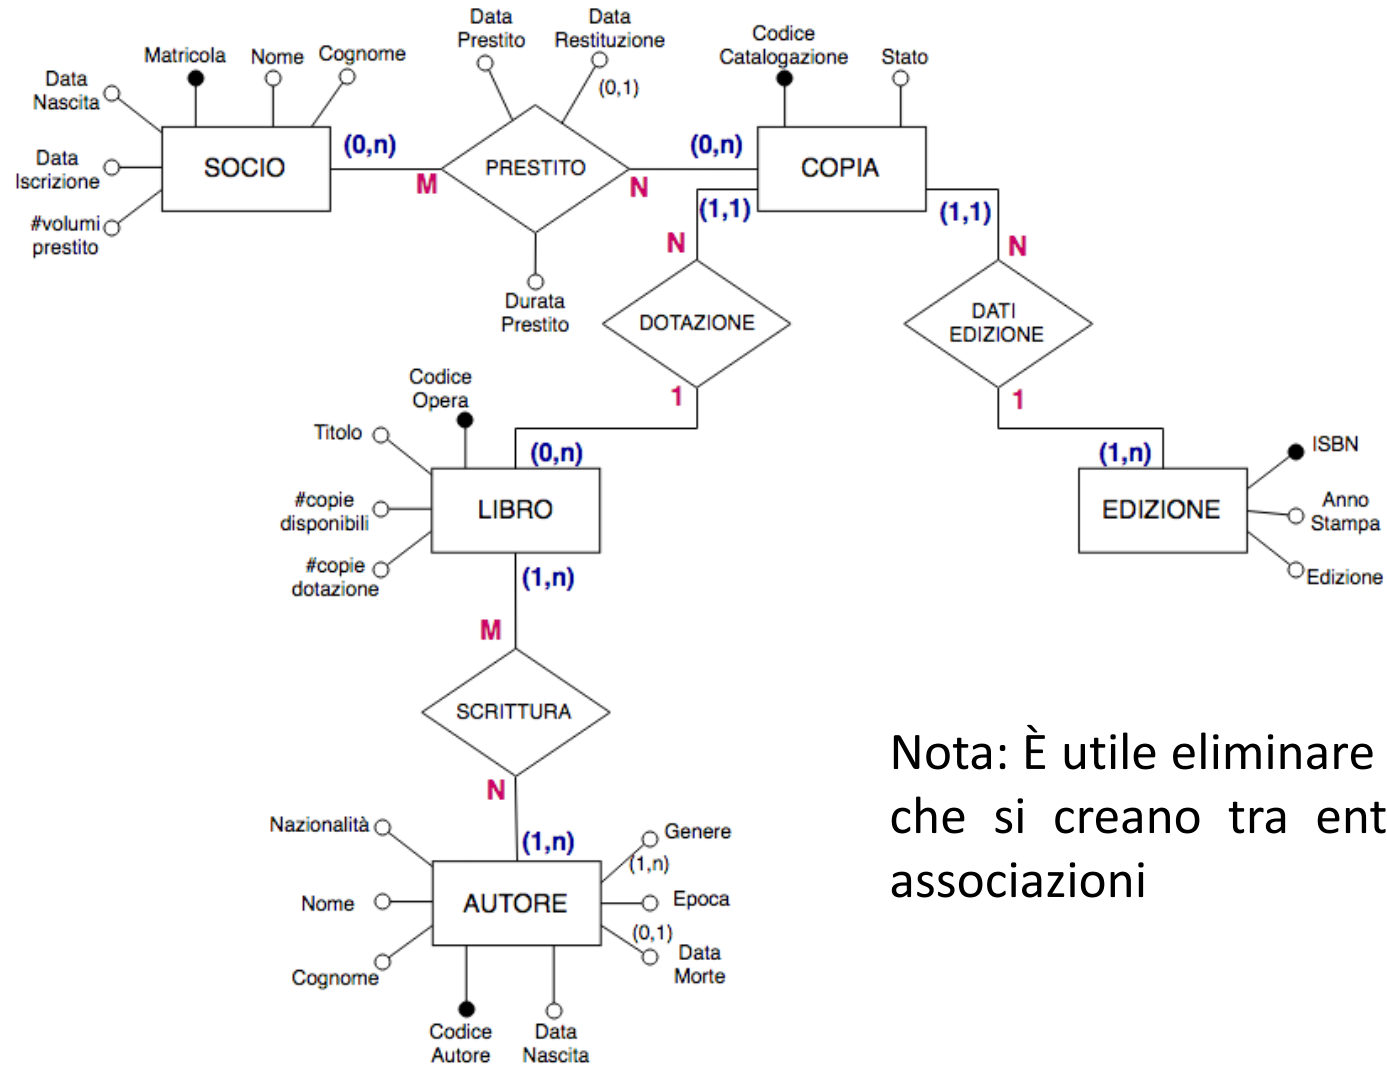 Data
Prestito
Data
Restituzione
(0,1)
Codice
Catalogazione
Stato
Matricola
Nome
Cognome
Data
Nascita
Data
Iscrizione
#volumi
prestito
SOCIO
(0,n)
M
PRESTITO
N
(0,n)
COPIA
(1,1)
(1,1)
Durata
Prestito
N
DOTAZIONE
1
N
DATI
EDIZIONE
1
Codice
Opera
Titolo
#copie
disponibili
#copie
dotazione
(0,n)
LIBRO
(1,n)
(1,n)
EDIZIONE
ISBN
Anno
Stampa
Edizione
M
SCRITTURA
N
(1,n)
Nazionalità
Nome
Cognome
AUTORE
Genere
(1,n)
Epoca
(0,1)
Data
Morte
Codice
Autore
Data
Nascita
Nota: È utile eliminare
che si creano tra ent
associazioni